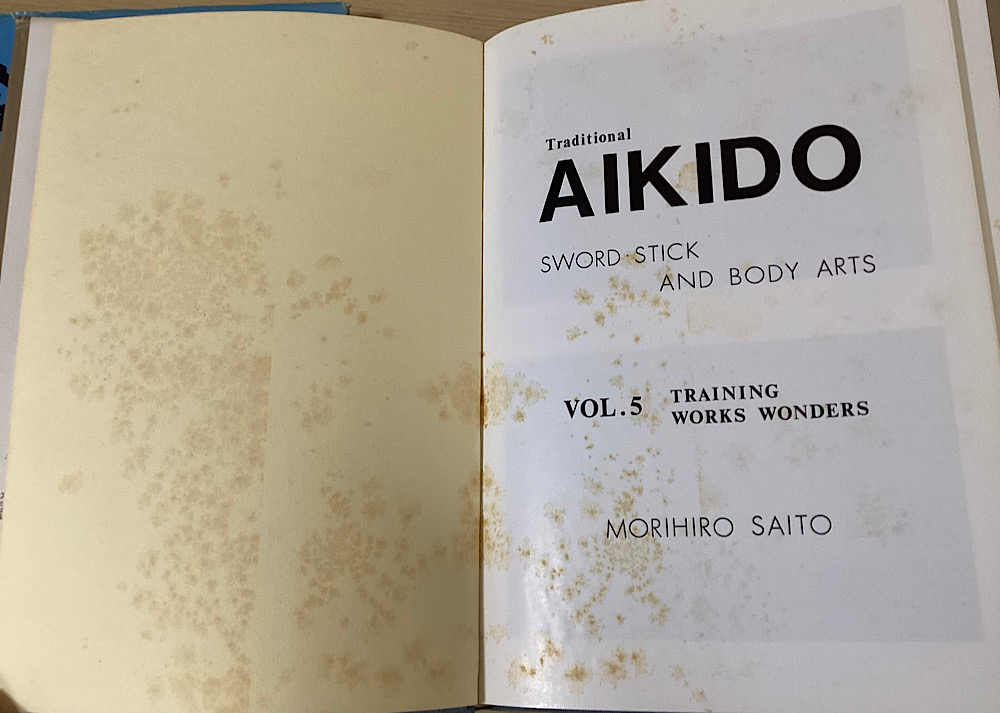 Traditional
AIKIDO
SWORD·STICK
AND BODY ARTS
VOL.5 TRAINING
WORKS WONDERS
MORIHIRO SAITO